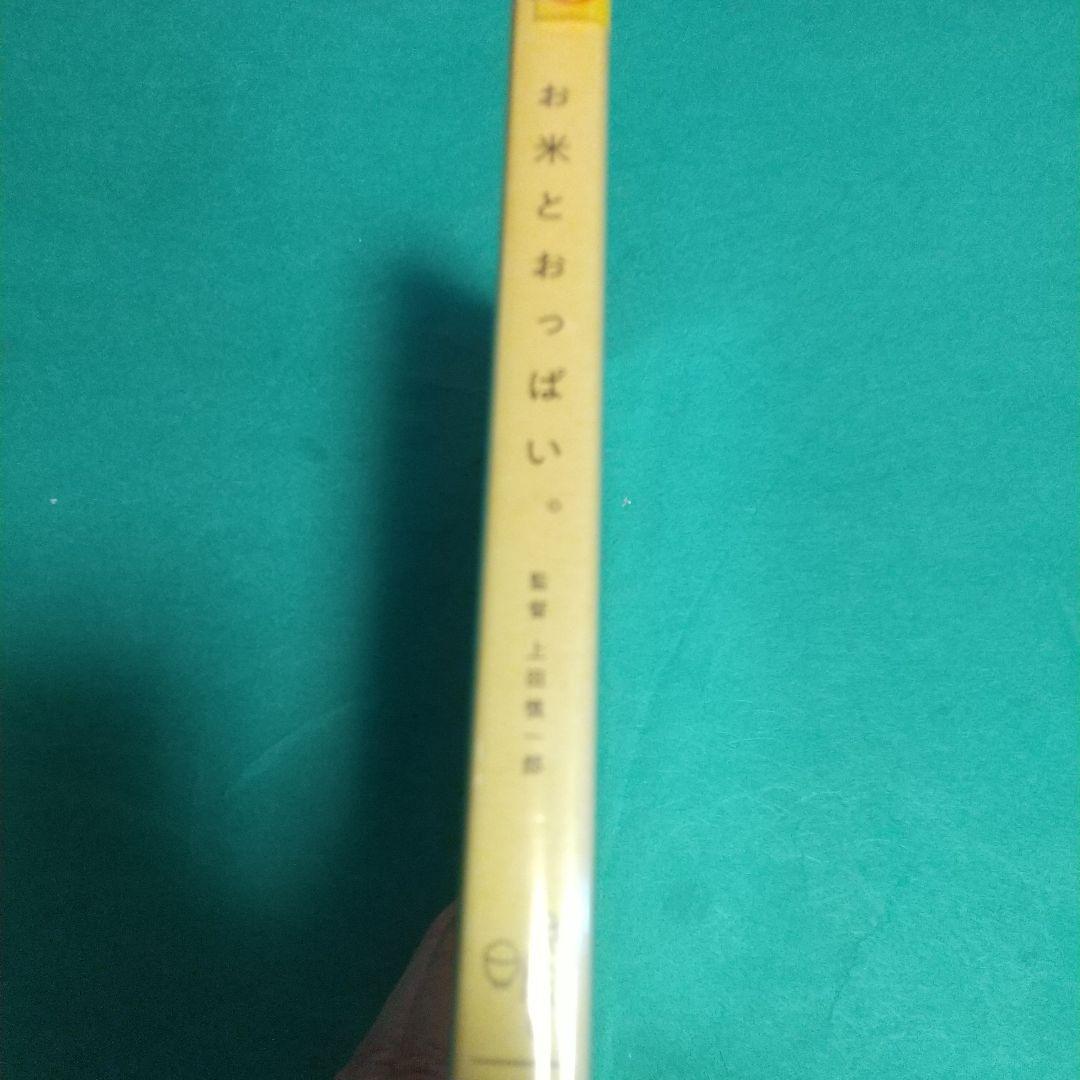 お米とおっぱい。
監督 上田慎一郎